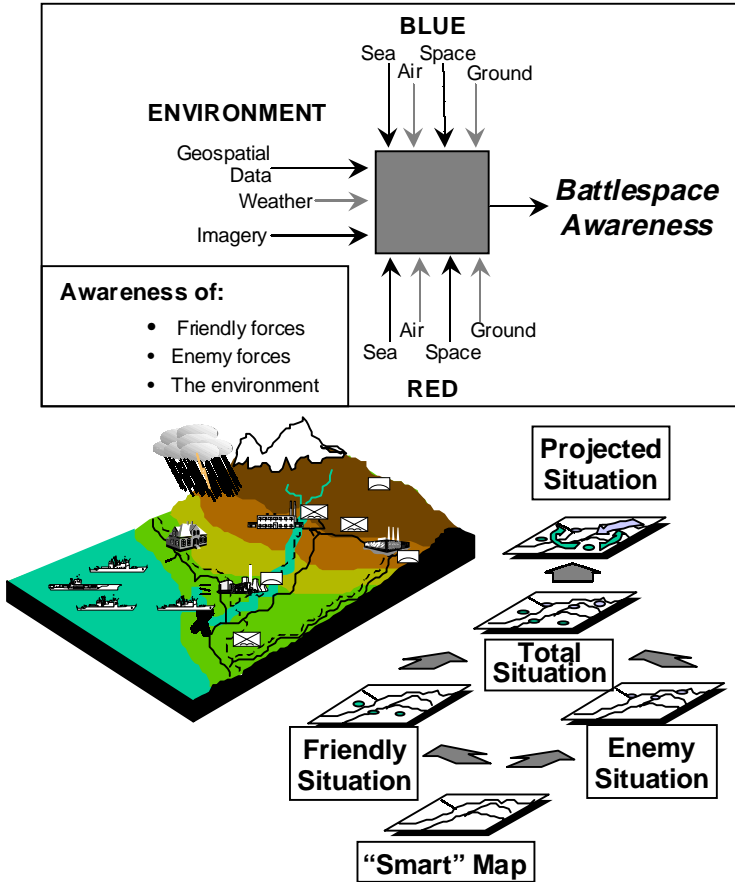 BLUE
Sea
Space
Air
Ground
ENVIRONMENT
Geospatial
Data
Weather
Imagery
Battlespace
Awareness
Awareness of:
• Friendly forces
• Enemy forces
• The environment
Air
Ground
Sea
Space
RED
Projected
Situation
Total
Situation
Friendly
Situation
Enemy
Situation
“Smart” Map